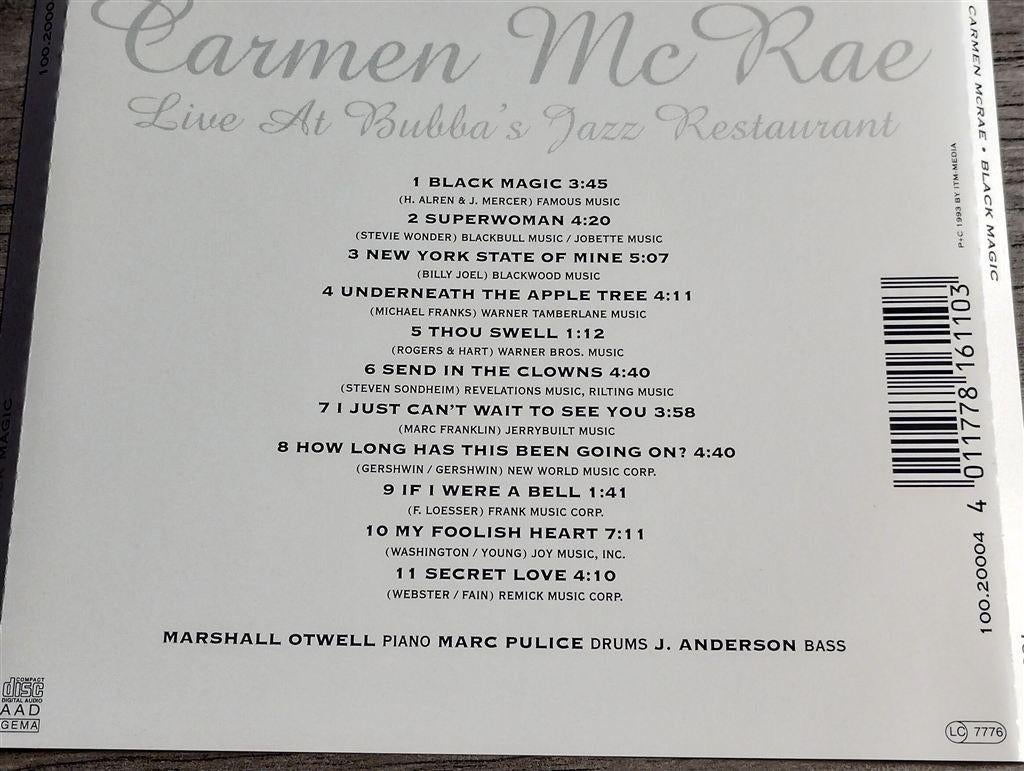 Carmen McRae
Live At Bubba's Jazz Restaurant
1 BLACK MAGIC 3:45
(H. ALREN & J. MERCER) FAMOUS MUSIC
2 SUPERWOMAN 4:20
(STEVIE WONDER) BLACKBULL MUSIC / JOBETTE MUSIC
3 NEW YORK STATE OF MINE 5:07
(BILLY JOEL) BLACKWOOD MUSIC
4 UNDERNEATH THE APPLE TREE 4:11
(MICHAEL FRANKS) WARNER TAMBERLANE MUSIC
5 THOU SWELL 1:12
(ROGERS & HART) WARNER BROS. MUSIC
6 SEND IN THE CLOWNS 4:40
(STEVEN SONDHEIM) REVELATIONS MUSIC, RILTING MUSIC
7 I JUST CAN'T WAIT TO SEE YOU 3:58
(MARC FRANKLIN) JERRYBUILT MUSIC
8 HOW LONG HAS THIS BEEN GOING ON? 4:40
(GERSHWIN / GERSHWIN) NEW WORLD MUSIC CORP.
9 IF I WERE A BELL 1:41
(F. LOESSER) FRANK MUSIC CORP.
10 MY FOOLISH HEART 7:11
(WASHINGTON / YOUNG) JOY MUSIC, INC.
11 SECRET LOVE 4:10
(WEBSTER / FAIN) REMICK MUSIC CORP.
MARSHALL OTWELL PIANO MARC PULICE DRUMS J. ANDERSON BASS
COMPACT
disc
DIGITAL AUDIO
AAD
GEMA
LC 7776
P+C 1993 BY ITM-MEDIA
4 011778 161103
100.20004
CARMEN MCRAE • BLACK MAGIC
100.2000
MAGIC